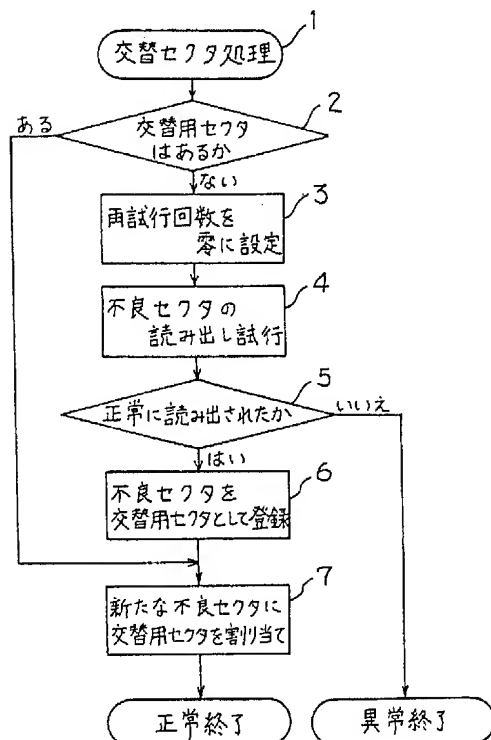 1
交替セクタ処理
2
ある
交替用セクタ
はあるか
ない
3
再試行回数を
零に設定
4
不良セクタの
読み出し試行
5
正常に読み出されたか
いいえ
はい
6
不良セクタを
交替用セクタとして登録
7
新たな不良セクタに
交替用セクタを割り当て
正常終了
異常終了